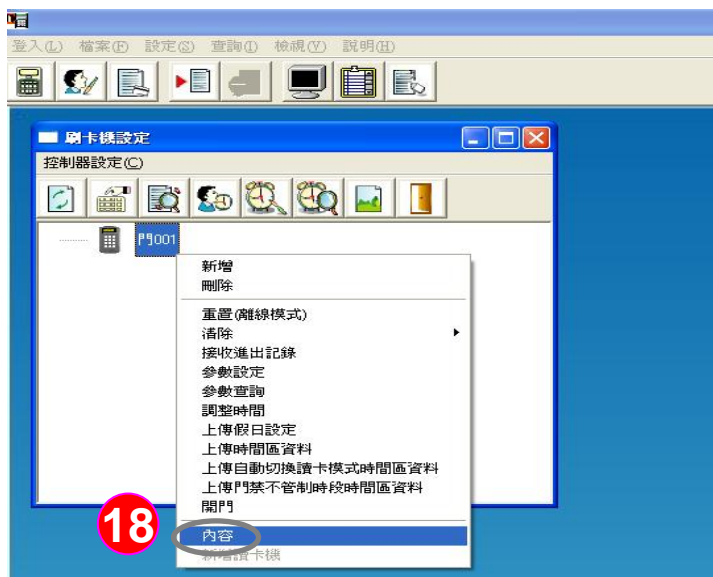 登入(L) 檔案(F) 設定(S) 查詢(I) 檢視(V) 說明(H)
刷卡機設定
控制器設定(C)
門001
新增
刪除
重置(離線模式)
清除
接收進出記錄
參數設定
參數查詢
調整時間
上傳假日設定
上傳時間區資料
上傳自動切換讀卡模式時間區資料
上傳門禁不管制時段時間區資料
開門
18
內容
新增讀卡機